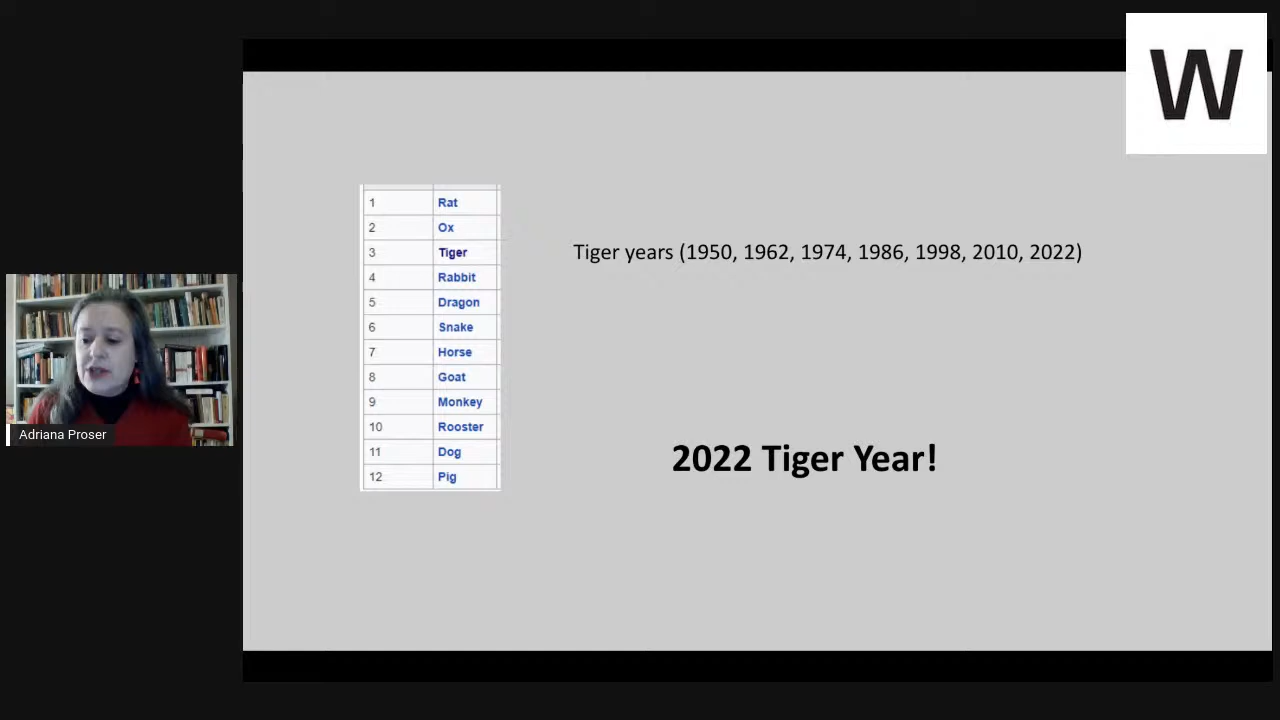 W
1 Rat
2 Ox
3 Tiger
4 Rabbit
5 Dragon
6 Snake
7 Horse
8 Goat
9 Monkey
10 Rooster
11 Dog
12 Pig
Tiger years (1950, 1962, 1974, 1986, 1998, 2010, 2022)
2022 Tiger Year!
Adriana Proser